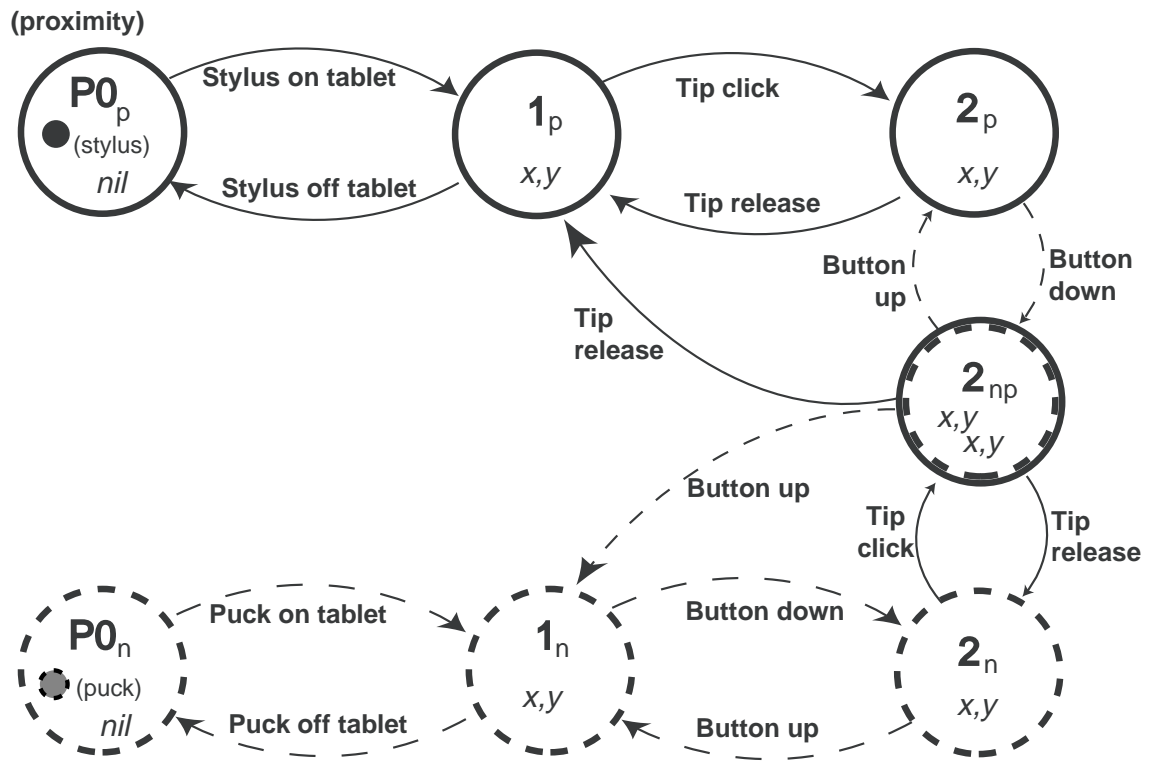 (proximity)
P0p
(stylus)
nil
Stylus on tablet
Stylus off tablet
1p
x,y
Tip click
Tip release
2p
x,y
Button
up
Button
down
Tip
release
2np
x,y
x,y
Button up
Tip
click
Tip
release
P0n
(puck)
nil
Puck on tablet
Puck off tablet
1n
x,y
Button down
Button up
2n
x,y